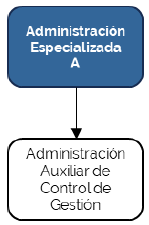 Administración
Especializada
A
Administración
Auxiliar de
Control de
Gestión